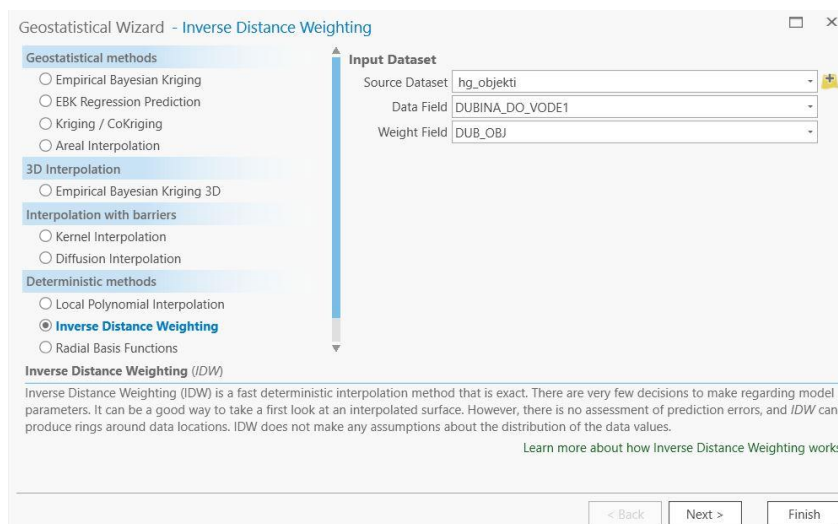 Geostatistical Wizard - Inverse Distance Weighting
Geostatistical methods
Empirical Bayesian Kriging
EBK Regression Prediction
Kriging / CoKriging
Areal Interpolation
3D Interpolation
Empirical Bayesian Kriging 3D
Interpolation with barriers
Kernel Interpolation
Diffusion Interpolation
Deterministic methods
Local Polynomial Interpolation
Inverse Distance Weighting
Radial Basis Functions
Input Dataset
Source Dataset hg_objekti
Data Field DUBINA_DO_VODE1
Weight Field DUB_OBJ
Inverse Distance Weighting (IDW)
Inverse Distance Weighting (IDW) is a fast deterministic interpolation method that is exact. There are very few decisions to make regarding model
parameters. It can be a good way to take a first look at an interpolated surface. However, there is no assessment of prediction errors, and IDW can
produce rings around data locations. IDW does not make any assumptions about the distribution of the data values.
Learn more about how Inverse Distance Weighting works
< Back Next > Finish